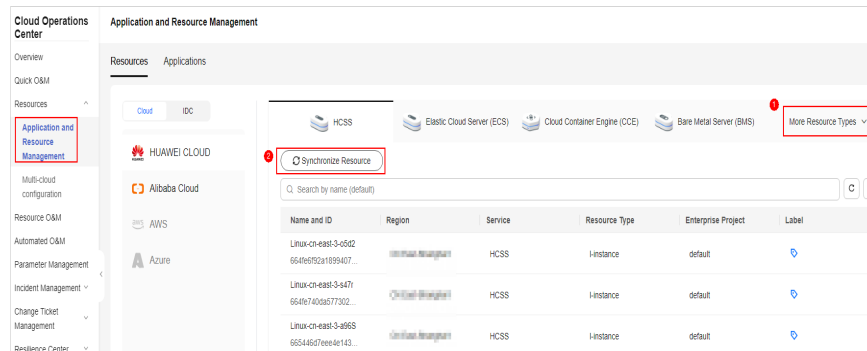 Cloud Operations
Center
Application and Resource Management
Overview
Quick O&M
Resources
Application and
Resource
Management
Multi-cloud
configuration
Resource O&M
Automated O&M
Parameter Management
Incident Management
Change Ticket
Management
Resilience Center
Resources Applications
Cloud IDC
HUAWEI CLOUD
Alibaba Cloud
AWS
Azure
HCSS Elastic Cloud Server (ECS) Cloud Container Engine (CCE) Bare Metal Server (BMS) 1 More Resource Types
2 Synchronize Resource
Search by name (default)
Name and ID Region Service Resource Type Enterprise Project Label
Linux-cn-east-3-o5d2
664fe6f92a1899407... HCSS l-instance default
Linux-cn-east-3-s47r
664fe740da577302... HCSS l-instance default
Linux-cn-east-3-a96S
665446d7eee4e143... HCSS l-instance default